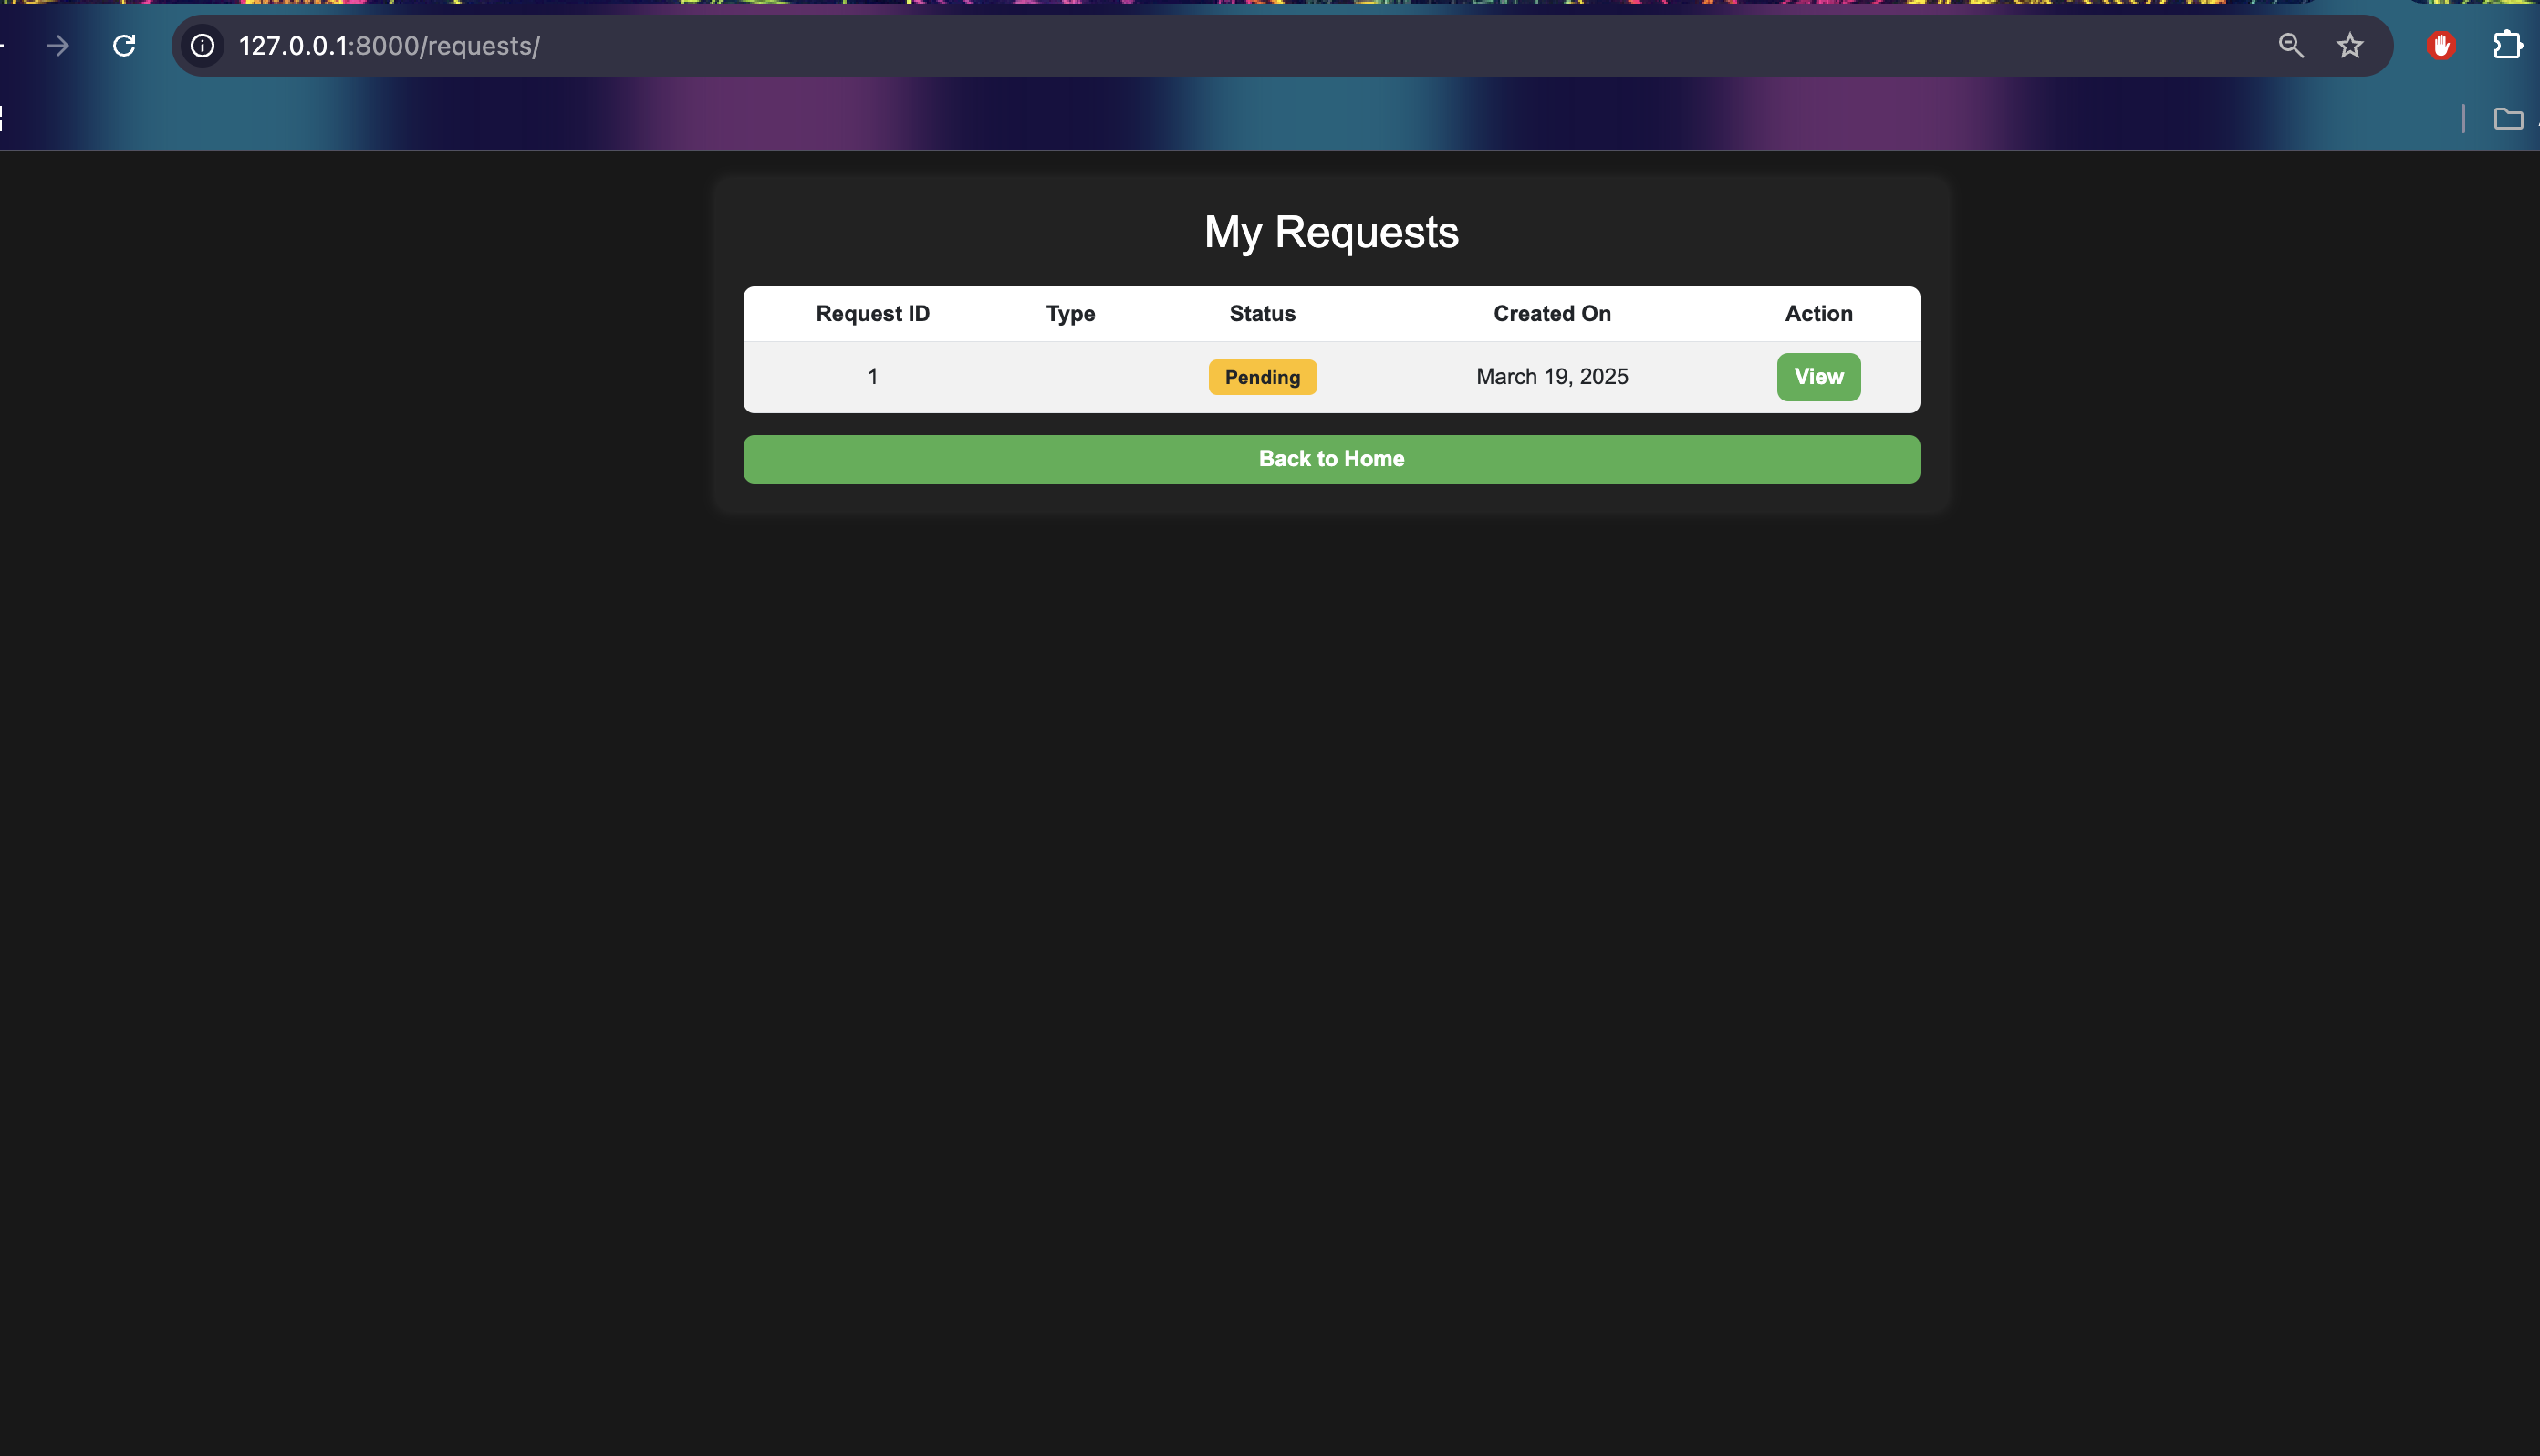 127.0.0.1:8000/requests/
My Requests
Request ID Type Status Created On Action
1 Pending March 19, 2025 View
Back to Home